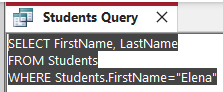 Students Query
SELECT FirstName, LastName
FROM Students
WHERE Students.FirstName="Elena"